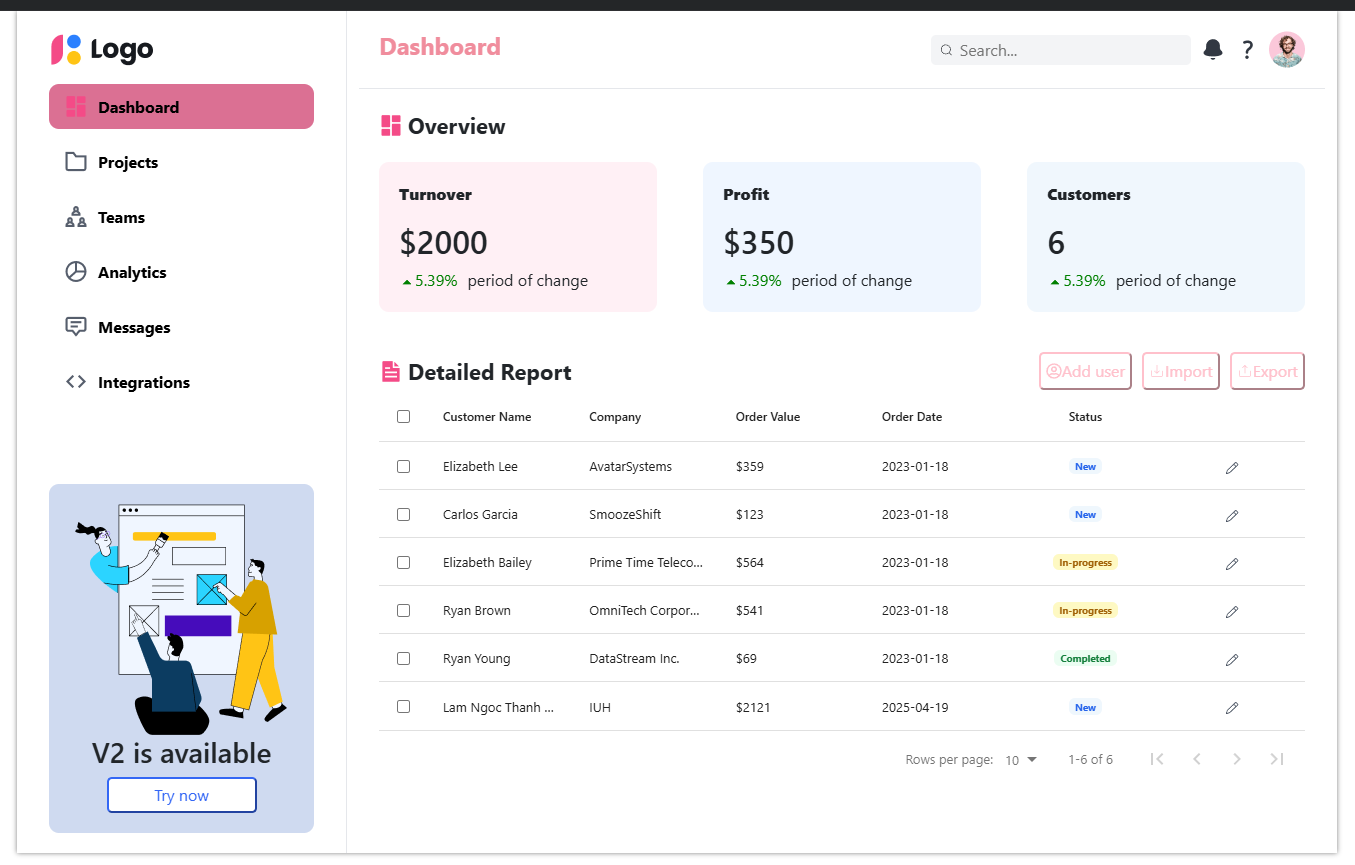 Logo
Dashboard
Projects
Teams
Analytics
Messages
Integrations
V2 is available
Try now
Dashboard
Search...
?
Overview
Turnover
$2000
5.39% period of change
Profit
$350
5.39% period of change
Customers
6
5.39% period of change
Detailed Report
Add user Import Export
Customer Name Company Order Value Order Date Status
Elizabeth Lee AvatarSystems $359 2023-01-18 New
Carlos Garcia SmoozeShift $123 2023-01-18 New
Elizabeth Bailey Prime Time Teleco... $564 2023-01-18 In-progress
Ryan Brown OmniTech Corpor... $541 2023-01-18 In-progress
Ryan Young DataStream Inc. $69 2023-01-18 Completed
Lam Ngoc Thanh ... IUH $2121 2025-04-19 New
Rows per page: 10 1-6 of 6